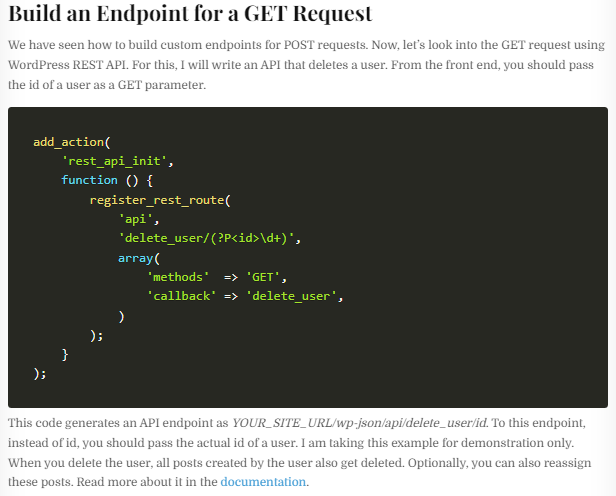 Build an Endpoint for a GET Request
We have seen how to build custom endpoints for POST requests. Now, let’s look into the GET request using
WordPress REST API. For this, I will write an API that deletes a user. From the front end, you should pass
the id of a user as a GET parameter.
add_action(
    'rest_api_init',
    function () {
        register_rest_route(
            'api',
            'delete_user/(?P<id>\d+)',
            array(
                'methods'  => 'GET',
                'callback' => 'delete_user',
            )
        );
    }
);
This code generates an API endpoint as YOUR_SITE_URL/wp-json/api/delete_user/id. To this endpoint,
instead of id, you should pass the actual id of a user. I am taking this example for demonstration only.
When you delete the user, all posts created by the user also get deleted. Optionally, you can also reassign
these posts. Read more about it in the documentation.